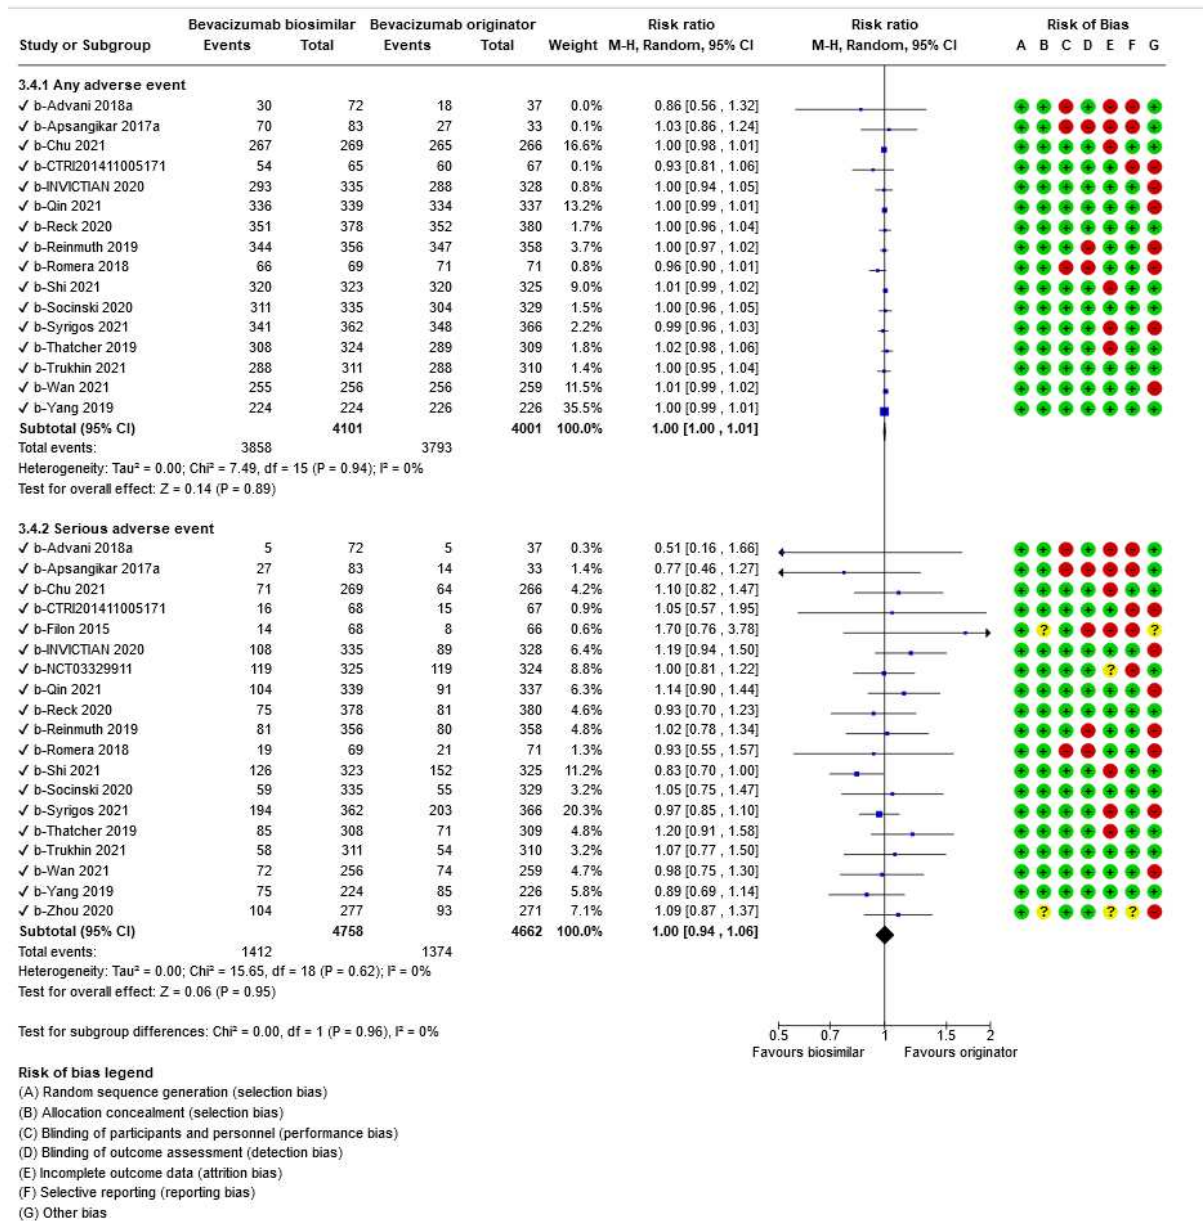 Bevacizumab biosimilar Bevacizumab originator Risk ratio Risk ratio Risk of Bias
Study or Subgroup Events Total Events Total Weight M-H, Random, 95% CI M-H, Random, 95% CI A B C D E F G
3.4.1 Any adverse event
✓ b-Advani 2018a 30 72 18 37 0.0% 0.86 [0.56 , 1.32] + + - + - - +
✓ b-Apsangikar 2017a 70 83 27 33 0.1% 1.03 [0.86 , 1.24] + + - - - - +
✓ b-Chu 2021 267 269 265 266 16.6% 1.00 [0.98 , 1.01] + + + + - + +
✓ b-CTRI201411005171 54 65 60 67 0.1% 0.93 [0.81 , 1.06] + + + + + - -
✓ b-INVICTIAN 2020 293 335 288 328 0.8% 1.00 [0.94 , 1.05] + + + + + + -
✓ b-Qin 2021 336 339 334 337 13.2% 1.00 [0.99 , 1.01] + + + + + + -
✓ b-Reck 2020 351 378 352 380 1.7% 1.00 [0.96 , 1.04] + + + + + + +
✓ b-Reinmuth 2019 344 356 347 358 3.7% 1.00 [0.97 , 1.02] + + + - + + -
✓ b-Romera 2018 66 69 71 71 0.8% 0.96 [0.90 , 1.01] + + - - + + -
✓ b-Shi 2021 320 323 320 325 9.0% 1.01 [0.99 , 1.02] + + + + - + +
✓ b-Socinski 2020 311 335 304 329 1.5% 1.00 [0.96 , 1.05] + + + + + + +
✓ b-Syrigos 2021 341 362 348 366 2.2% 0.99 [0.96 , 1.03] + + + + - + -
✓ b-Thatcher 2019 308 324 289 309 1.8% 1.02 [0.98 , 1.06] + + + + - + +
✓ b-Trukhin 2021 288 311 288 310 1.4% 1.00 [0.95 , 1.04] + + + + + + +
✓ b-Wan 2021 255 256 256 259 11.5% 1.01 [0.99 , 1.02] + + + + + + -
✓ b-Yang 2019 224 224 226 226 35.5% 1.00 [0.99 , 1.01] + + + + + + +
Subtotal (95% CI) 4101 4001 100.0% 1.00 [1.00 , 1.01]
Total events: 3858 3793
Heterogeneity: Tau² = 0.00; Chi² = 7.49, df = 15 (P = 0.94); I² = 0%
Test for overall effect: Z = 0.14 (P = 0.89)
3.4.2 Serious adverse event
✓ b-Advani 2018a 5 72 5 37 0.3% 0.51 [0.16 , 1.66] + + - + - - +
✓ b-Apsangikar 2017a 27 83 14 33 1.4% 0.77 [0.46 , 1.27] + + - - - - +
✓ b-Chu 2021 71 269 64 266 4.2% 1.10 [0.82 , 1.47] + + + + - + +
✓ b-CTRI201411005171 16 68 15 67 0.9% 1.05 [0.57 , 1.95] + + + + + - -
✓ b-Filon 2015 14 68 8 66 0.6% 1.70 [0.76 , 3.78] + ? + - - - ?
✓ b-INVICTIAN 2020 108 335 89 328 6.4% 1.19 [0.94 , 1.50] + + + + + + -
✓ b-NCT03329911 119 325 119 324 8.8% 1.00 [0.81 , 1.22] + + + + ? - +
✓ b-Qin 2021 104 339 91 337 6.3% 1.14 [0.90 , 1.44] + + + + + + -
✓ b-Reck 2020 75 378 81 380 4.6% 0.93 [0.70 , 1.23] + + + + + + +
✓ b-Reinmuth 2019 81 356 80 358 4.8% 1.02 [0.78 , 1.34] + + + - + + -
✓ b-Romera 2018 19 69 21 71 1.3% 0.93 [0.55 , 1.57] + + - - + + -
✓ b-Shi 2021 126 323 152 325 11.2% 0.83 [0.70 , 1.00] + + + + - + +
✓ b-Socinski 2020 59 335 55 329 3.2% 1.05 [0.75 , 1.47] + + + + + + +
✓ b-Syrigos 2021 194 362 203 366 20.3% 0.97 [0.85 , 1.10] + + + + - + -
✓ b-Thatcher 2019 85 308 71 309 4.8% 1.20 [0.91 , 1.58] + + + + - + +
✓ b-Trukhin 2021 58 311 54 310 3.2% 1.07 [0.77 , 1.50] + + + + + + +
✓ b-Wan 2021 72 256 74 259 4.7% 0.98 [0.75 , 1.30] + + + + + + -
✓ b-Yang 2019 75 224 85 226 5.8% 0.89 [0.69 , 1.14] + + + + + + +
✓ b-Zhou 2020 104 277 93 271 7.1% 1.09 [0.87 , 1.37] + ? + + ? ? -
Subtotal (95% CI) 4758 4662 100.0% 1.00 [0.94 , 1.06]
Total events: 1412 1374
Heterogeneity: Tau² = 0.00; Chi² = 15.65, df = 18 (P = 0.62); I² = 0%
Test for overall effect: Z = 0.06 (P = 0.95)
Test for subgroup differences: Chi² = 0.00, df = 1 (P = 0.96), I² = 0%
0.5 0.7 1 1.5 2
Favours biosimilar Favours originator
Risk of bias legend
(A) Random sequence generation (selection bias)
(B) Allocation concealment (selection bias)
(C) Blinding of participants and personnel (performance bias)
(D) Blinding of outcome assessment (detection bias)
(E) Incomplete outcome data (attrition bias)
(F) Selective reporting (reporting bias)
(G) Other bias